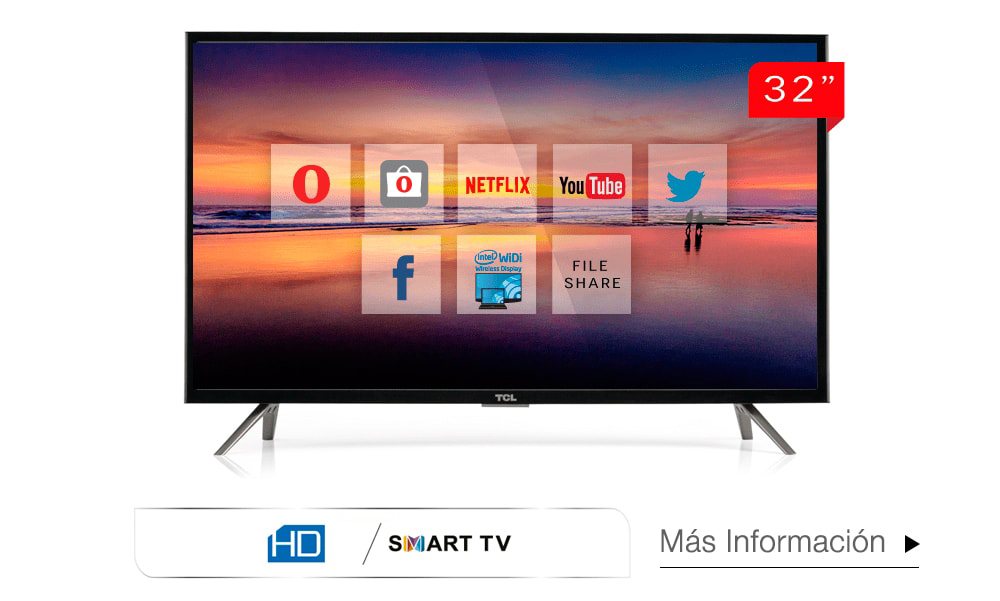 32”
O
O
NETFLIX
YouTube
f
intel WiDi
Wireless Display
FILE
SHARE
TCL
HD / SMART TV
Más Información